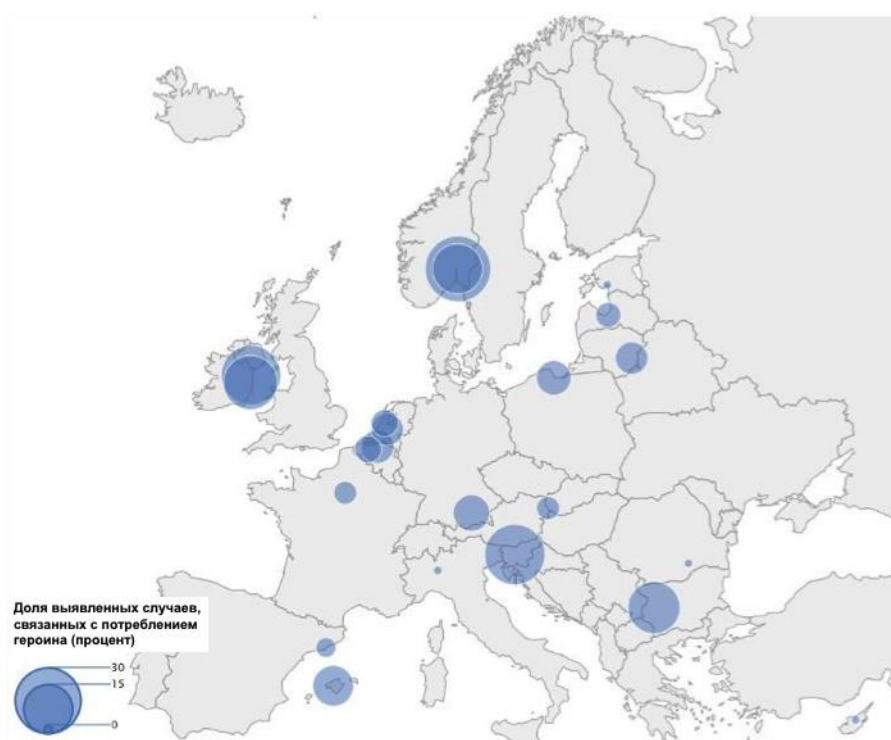 Доля выявленных случаев,
связанных с потреблением
героина (процент)
30
15
0